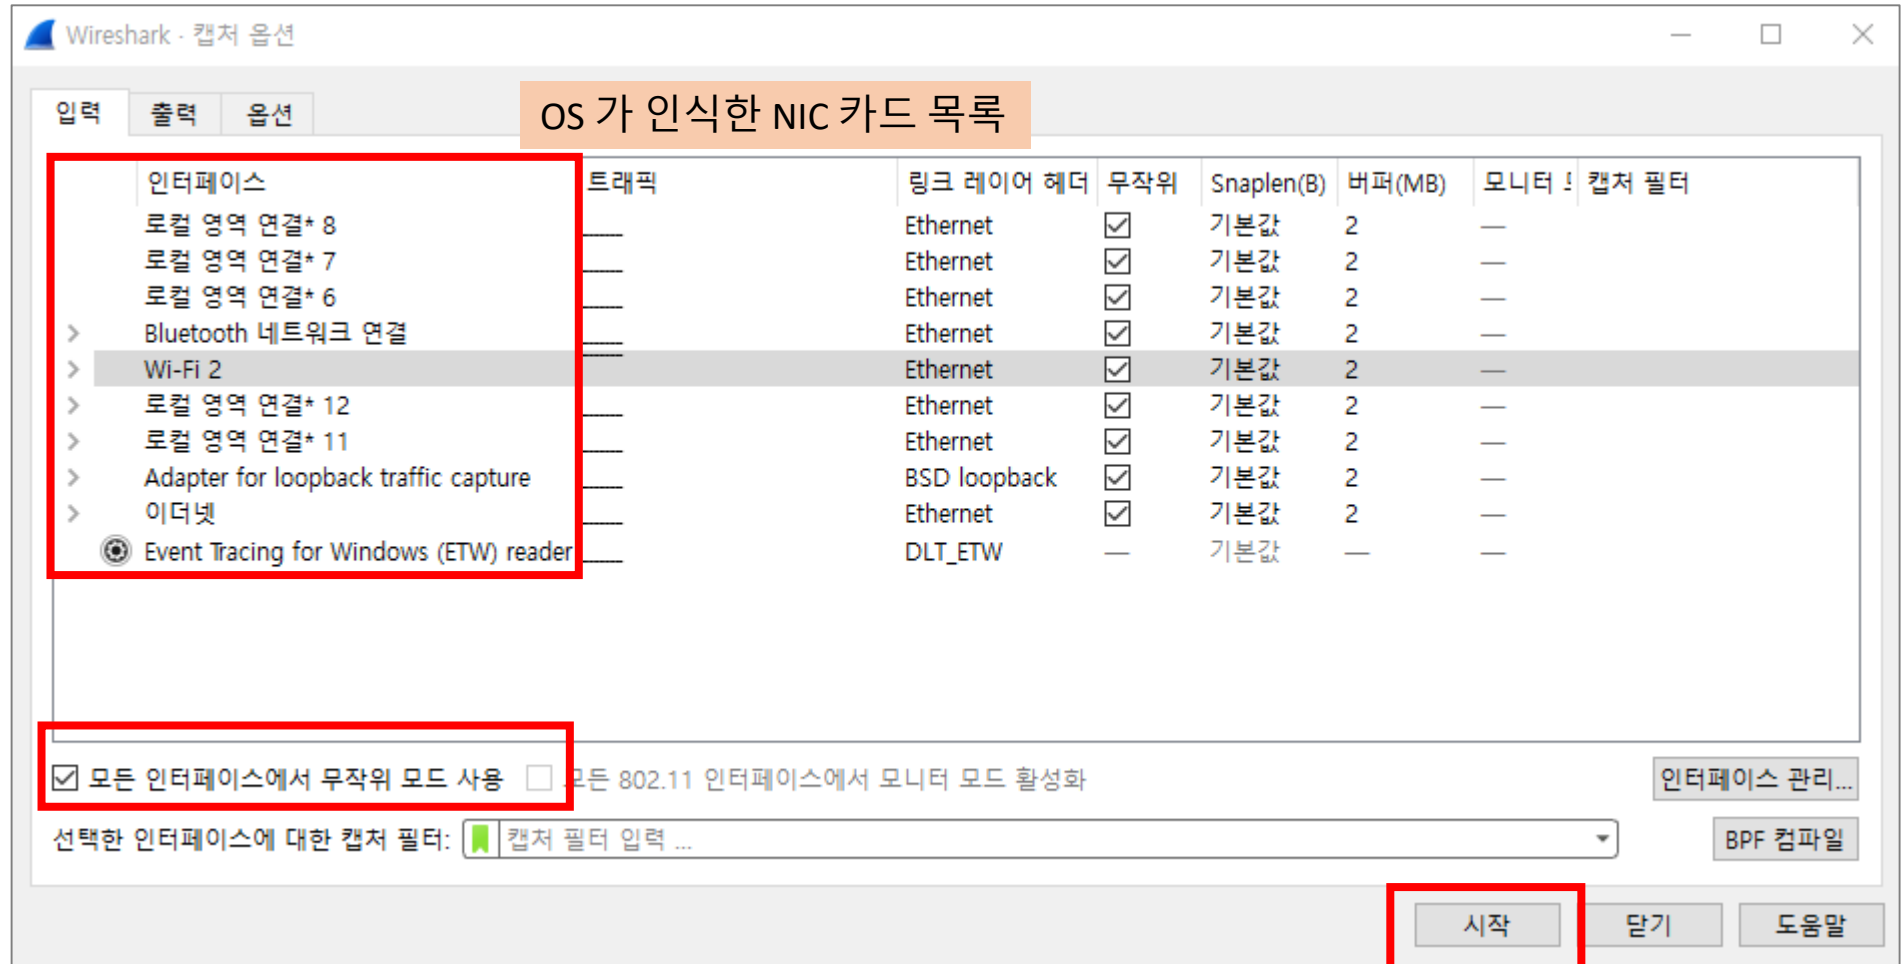 Wireshark · 캡처 옵션
입력 출력 옵션
OS 가 인식한 NIC 카드 목록
인터페이스 트래픽 링크 레이어 헤더 무작위 Snaplen(B) 버퍼(MB) 모니터 캡처 필터
로컬 영역 연결* 8 Ethernet 기본값 2 —
로컬 영역 연결* 7 Ethernet 기본값 2 —
로컬 영역 연결* 6 Ethernet 기본값 2 —
Bluetooth 네트워크 연결 Ethernet 기본값 2 —
Wi-Fi 2 Ethernet 기본값 2 —
로컬 영역 연결* 12 Ethernet 기본값 2 —
로컬 영역 연결* 11 Ethernet 기본값 2 —
Adapter for loopback traffic capture BSD loopback 기본값 2 —
이더넷 Ethernet 기본값 2 —
Event Tracing for Windows (ETW) reader DLT_ETW — 기본값 — —
모든 인터페이스에서 무작위 모드 사용 모든 802.11 인터페이스에서 모니터 모드 활성화 인터페이스 관리...
선택한 인터페이스에 대한 캡처 필터: 캡처 필터 입력 ... BPF 컴파일
시작 닫기 도움말